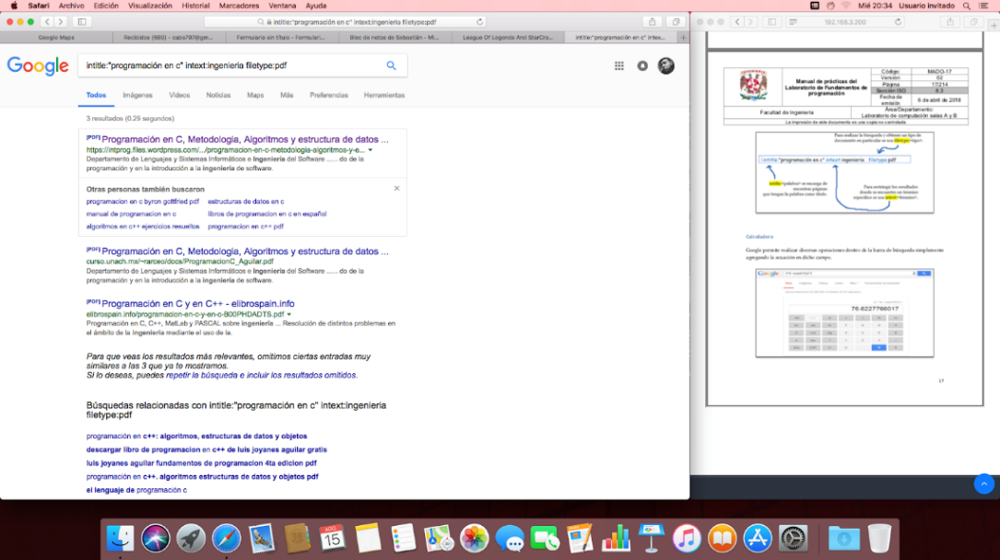 Safari Archivo Edición Visualización Historial Marcadores Ventana Ayuda
Mié 20:34 Usuario invitado
intitle:"programación en c" intext:ingenieria filetype:pdf
192.168.3.200
Google Maps
Recibidos (685) -
Formulario sin título - Formulari...
Bloc de notas de Sebastián - M...
League Of Legends And StarCra...
intitle:"programación en c" intex...
Google
intitle:"programación en c" intext:ingenieria filetype:pdf
Todos Imágenes Vídeos Noticias Maps Más Preferencias Herramientas
3 resultados (0.29 segundos)
[PDF] Programación en C, Metodologia, Algoritmos y estructura de datos ...
https://intprog.files.wordpress.com/.../programacion-en-c-metodologia-algoritmos-y-e...
Departamento de Lenguajes y Sistemas Informáticos e Ingeniería del Software ...... do de la
programación y en la introducción a la ingeniería de software.
Otras personas también buscaron
programacion en c byron gottfried pdf estructuras de datos en c
manual de programacion en c libros de programacion en c en español
algoritmos en c++ ejercicios resueltos programacion en c++ pdf
[PDF] Programación en C, Metodologia, Algoritmos y estructura de datos ...
curso.unach.mx/~rarceo/docs/ProgramacionC_Aguilar.pdf
Departamento de Lenguajes y Sistemas Informáticos e Ingeniería del Software ...... do de la
programación y en la introducción a la ingeniería de software.
[PDF] Programación en C y en C++ - elibrospain.info
elibrospain.info/programacion-en-c-y-en-c-B00PHDADTS.pdf
Programación en C, C++, MatLab y PASCAL sobre ingeniería ... Resolución de distintos problemas en
el ámbito de la ingeniería mediante el uso de la.
Para que veas los resultados más relevantes, omitimos ciertas entradas muy
similares a las 3 que ya te mostramos.
Si lo deseas, puedes repetir la búsqueda e incluir los resultados omitidos.
Búsquedas relacionadas con intitle:"programación en c" intext:ingenieria
filetype:pdf
programación en c++: algoritmos, estructuras de datos y objetos
descargar libro de programacion en c++ de luis joyanes aguilar gratis
luis joyanes aguilar fundamentos de programacion 4ta edicion pdf
programación en c++. algoritmos estructuras de datos y objetos pdf
el lenguaje de programación c
Manual de prácticas del
Laboratorio de Fundamentos de
programación
Código: MADO-17
Versión: 02
Página 17/214
Sección ISO 8.3
Fecha de
emisión
6 de abril de 2018
Facultad de Ingeniería
Área/Departamento:
Laboratorio de computación salas A y B
La impresión de este documento es una copia no controlada
Para realizar la búsqueda y obtener un tipo de
documento en particular se usa filetype:<tipo>.
intitle:"programación en c" intext:ingenieria filetype:pdf
intitle:<palabra> se encarga de
encontrar páginas
que tengan la palabra como título.
Para restringir los resultados
donde se encuentre un término
específico se usa intext:<término>.
Calculadora
Google permite realizar diversas operaciones dentro de la barra de búsqueda simplemente
agregando la ecuación en dicho campo.
Google
76.6227766017
17
AGO
15